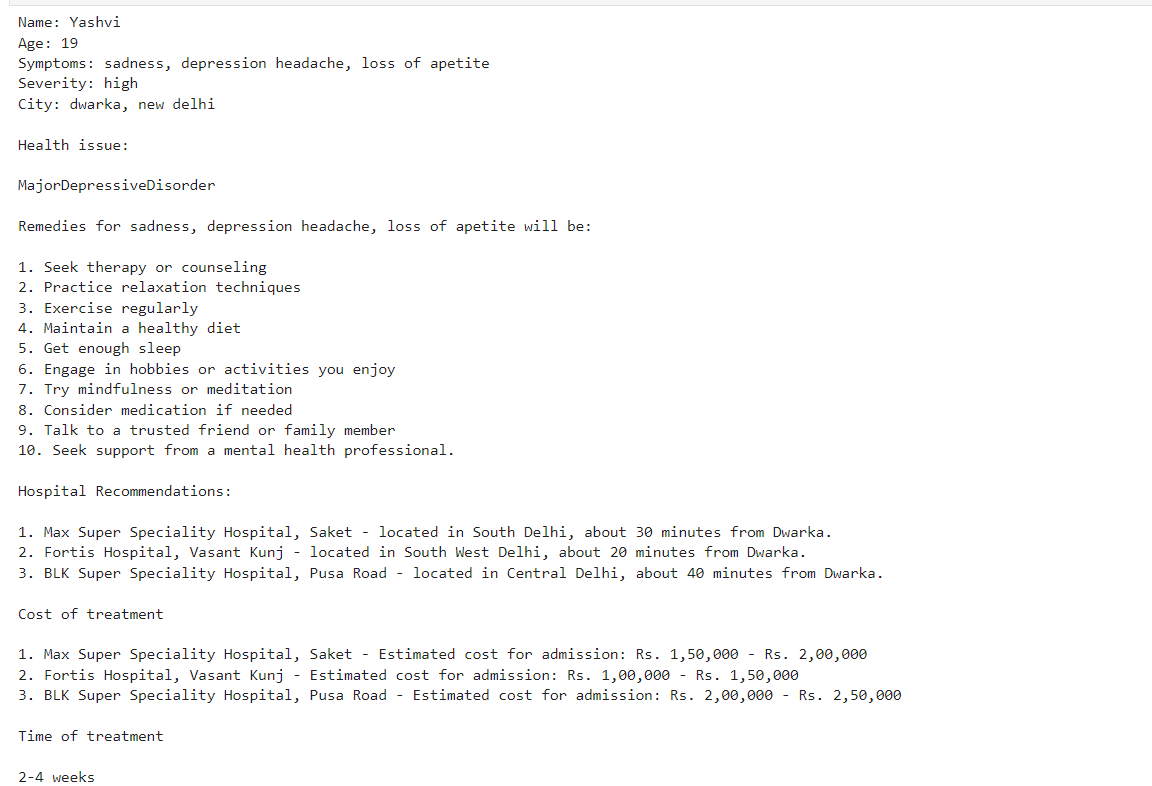 Name: Yashvi
Age: 19
Symptoms: sadness, depression headache, loss of apetite
Severity: high
City: dwarka, new delhi
Health issue:
MajorDepressiveDisorder
Remedies for sadness, depression headache, loss of apetite will be:
1. Seek therapy or counseling
2. Practice relaxation techniques
3. Exercise regularly
4. Maintain a healthy diet
5. Get enough sleep
6. Engage in hobbies or activities you enjoy
7. Try mindfulness or meditation
8. Consider medication if needed
9. Talk to a trusted friend or family member
10. Seek support from a mental health professional.
Hospital Recommendations:
1. Max Super Speciality Hospital, Saket - located in South Delhi, about 30 minutes from Dwarka.
2. Fortis Hospital, Vasant Kunj - located in South West Delhi, about 20 minutes from Dwarka.
3. BLK Super Speciality Hospital, Pusa Road - located in Central Delhi, about 40 minutes from Dwarka.
Cost of treatment
1. Max Super Speciality Hospital, Saket - Estimated cost for admission: Rs. 1,50,000 - Rs. 2,00,000
2. Fortis Hospital, Vasant Kunj - Estimated cost for admission: Rs. 1,00,000 - Rs. 1,50,000
3. BLK Super Speciality Hospital, Pusa Road - Estimated cost for admission: Rs. 2,00,000 - Rs. 2,50,000
Time of treatment
2-4 weeks